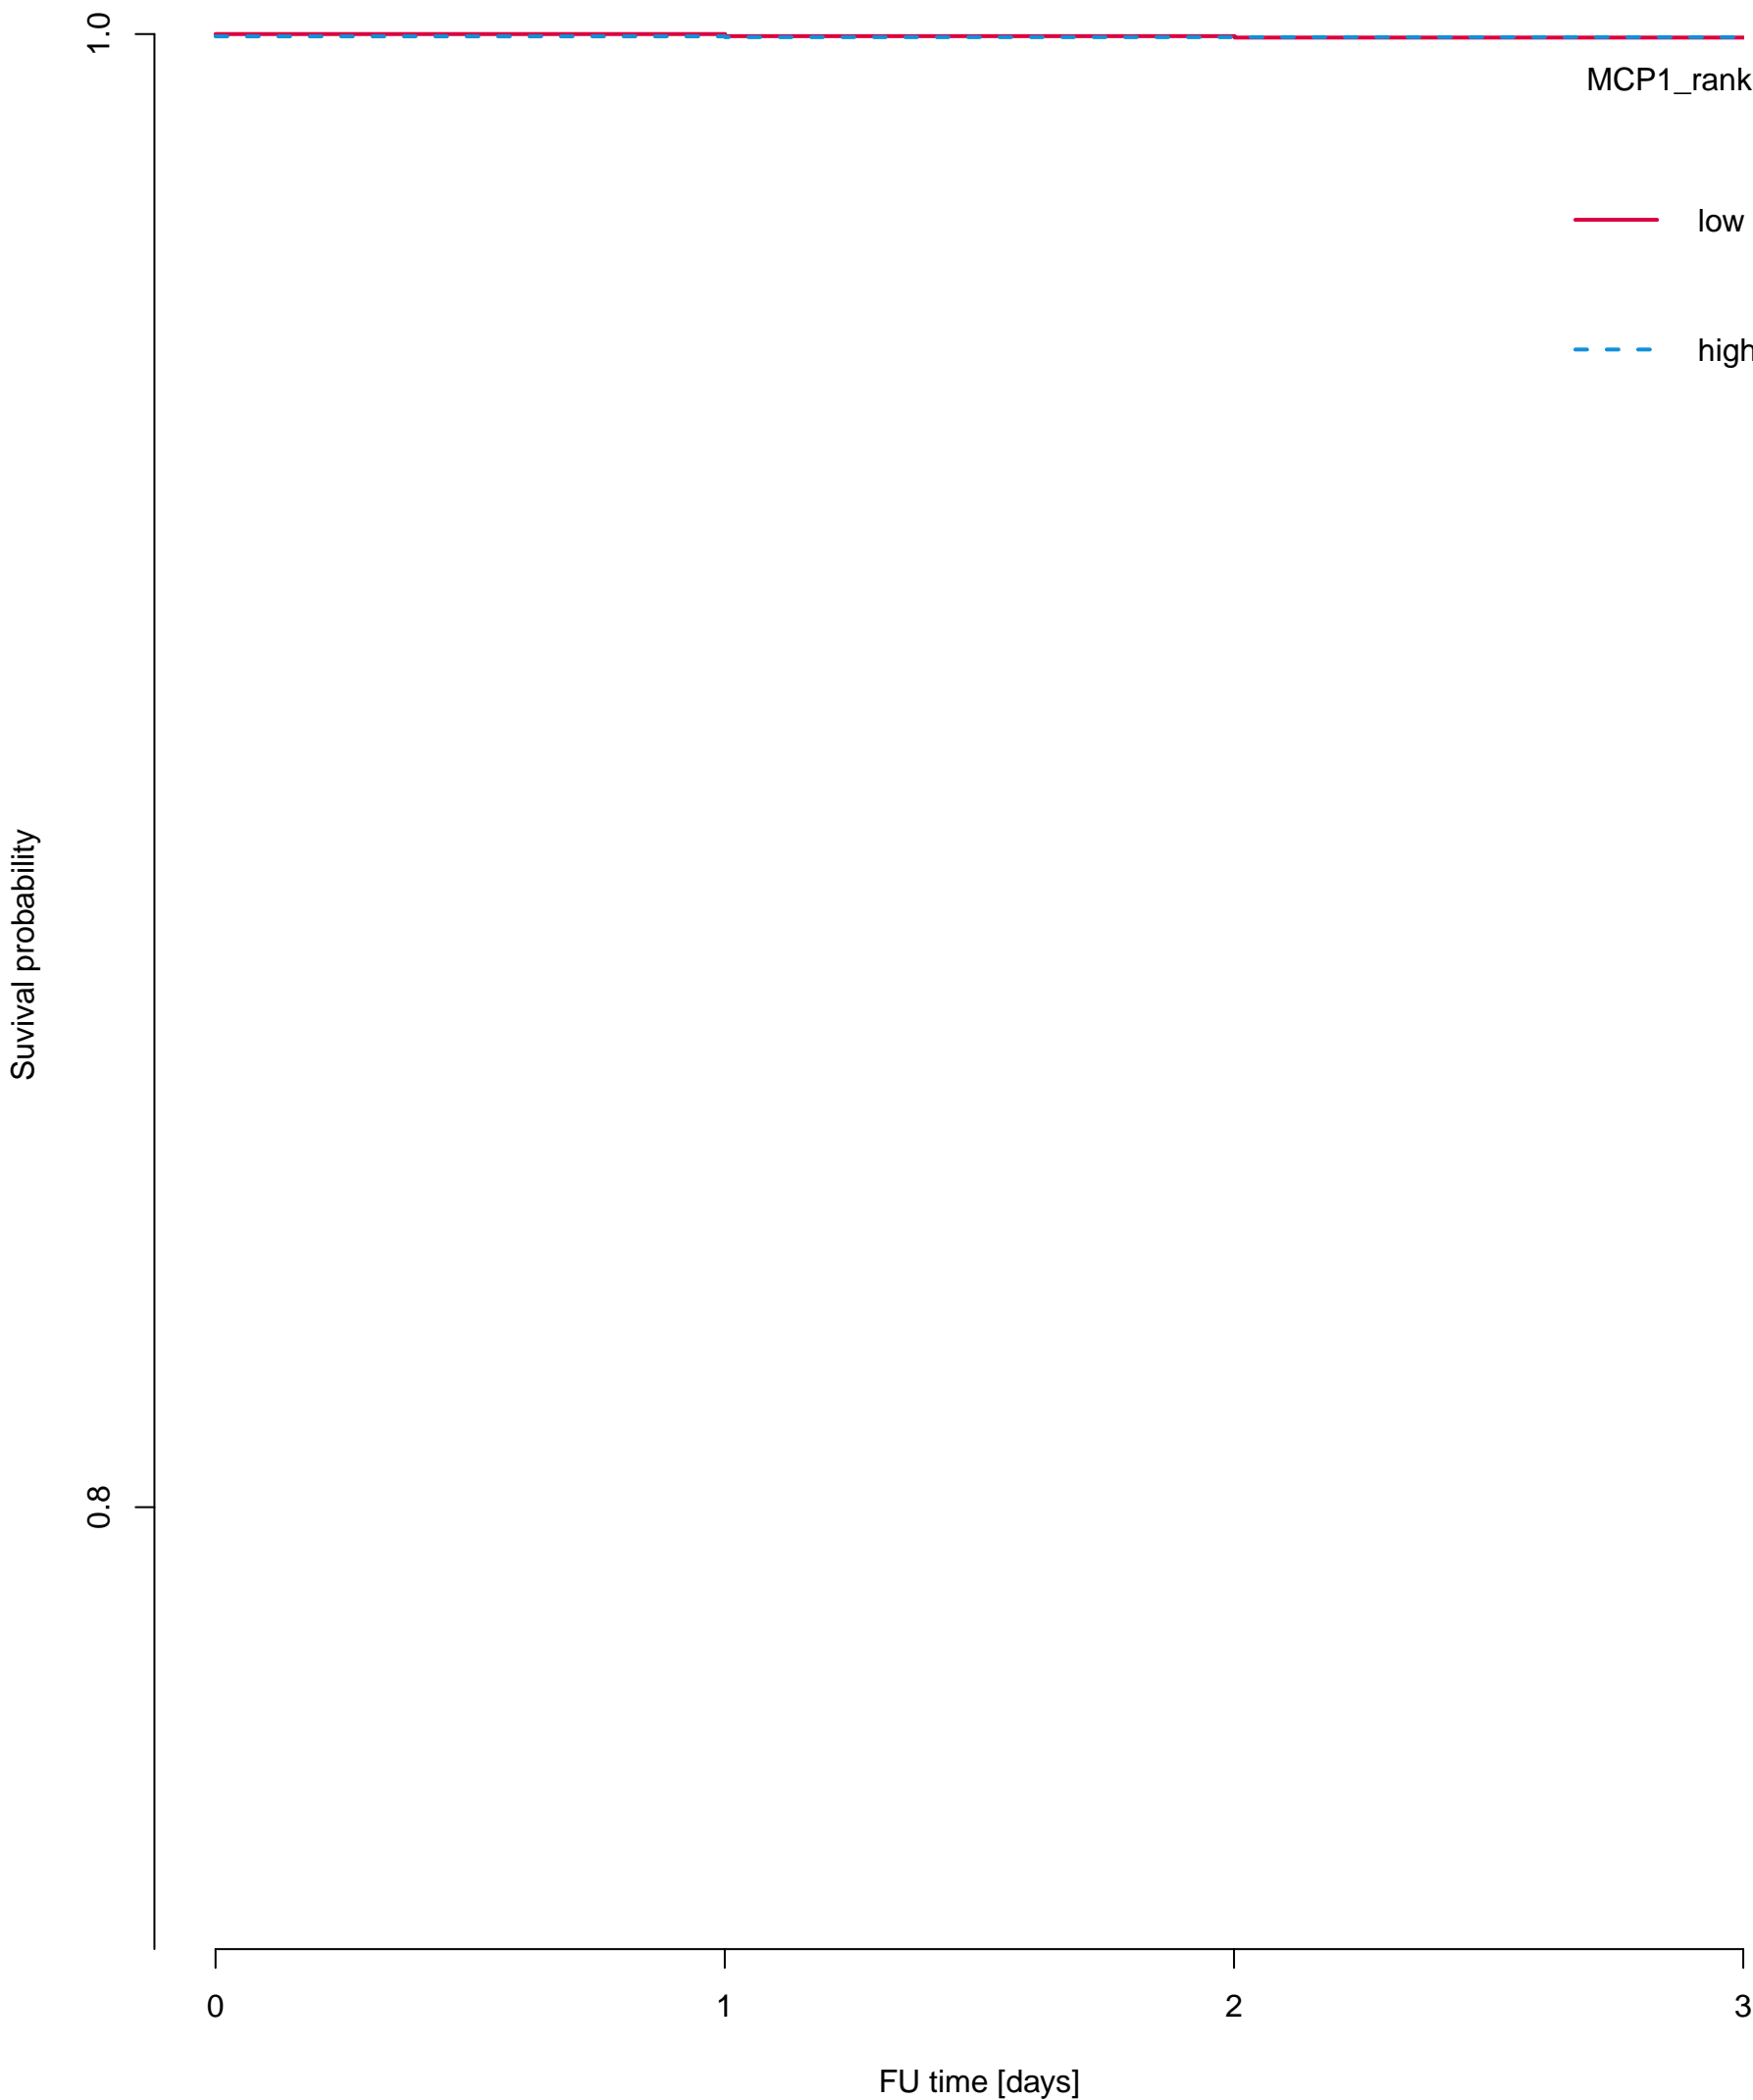 1.0
MCP1_rank
low
high
Suvival probability
0.8
0
1
2
3
FU time [days]